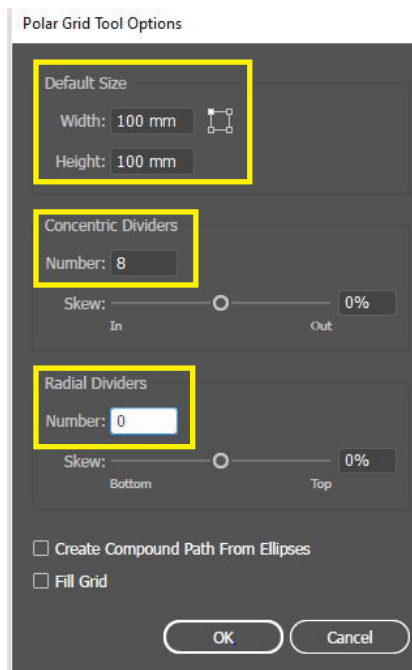 Polar Grid Tool Options
Default Size
Width: 100 mm
Height: 100 mm
Concentric Dividers
Number: 8
Skew: 0%
In Out
Radial Dividers
Number: 0
Skew: 0%
Bottom Top
Create Compound Path From Ellipses
Fill Grid
OK Cancel